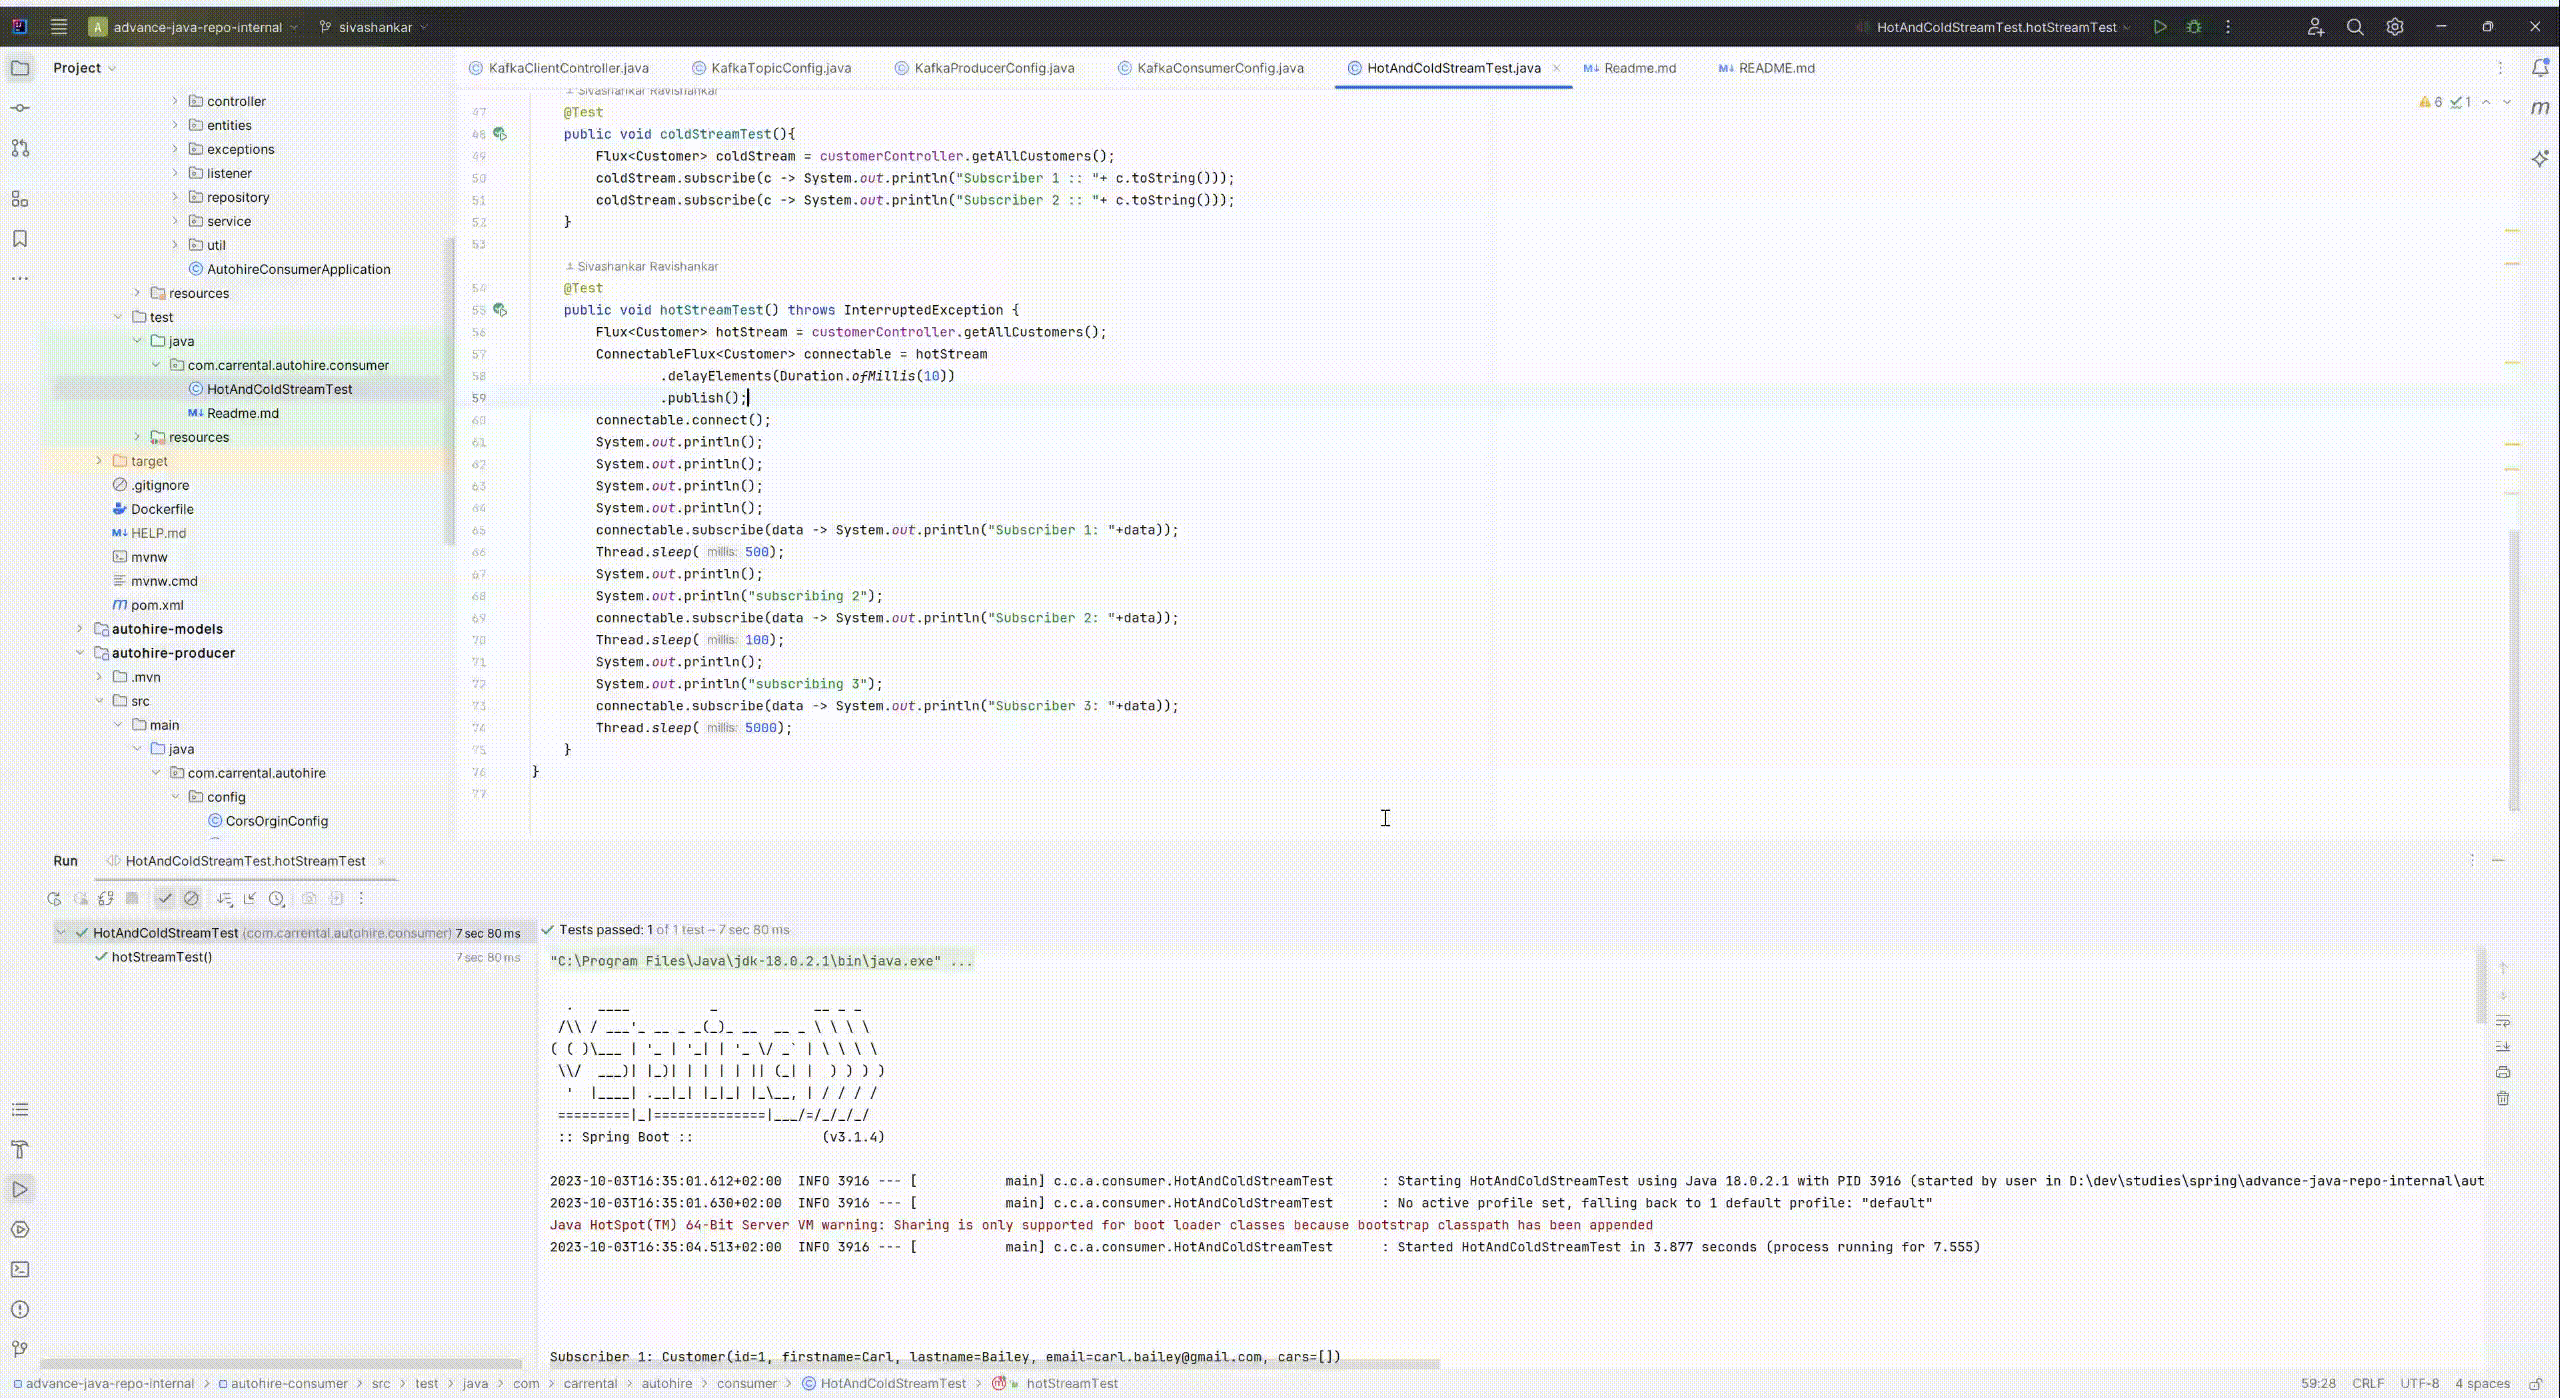 A advance-java-repo-internal sivashankar HotAndColdStreamTest.hotStreamTest
Project
KafkaClientController.java KafkaTopicConfig.java KafkaProducerConfig.java KafkaConsumerConfig.java HotAndColdStreamTest.java M↓ Readme.md M↓ README.md
controller
entities
exceptions
listener
repository
service
util
AutohireConsumerApplication
resources
test
java
com.carrental.autohire.consumer
HotAndColdStreamTest
M↓ Readme.md
resources
target
.gitignore
Dockerfile
M↓ HELP.md
mvnw
mvnw.cmd
m pom.xml
autohire-models
autohire-producer
.mvn
src
main
java
com.carrental.autohire
config
CorsOrginConfig
6 1
Sivashankar Ravishankar
47 @Test
48 public void coldStreamTest(){
49 Flux<Customer> coldStream = customerController.getAllCustomers();
50 coldStream.subscribe(c -> System.out.println("Subscriber 1 :: "+ c.toString()));
51 coldStream.subscribe(c -> System.out.println("Subscriber 2 :: "+ c.toString()));
52 }
53
Sivashankar Ravishankar
54 @Test
55 public void hotStreamTest() throws InterruptedException {
56 Flux<Customer> hotStream = customerController.getAllCustomers();
57 ConnectableFlux<Customer> connectable = hotStream
58 .delayElements(Duration.ofMillis(10))
59 .publish();
60 connectable.connect();
61 System.out.println();
62 System.out.println();
63 System.out.println();
64 System.out.println();
65 connectable.subscribe(data -> System.out.println("Subscriber 1: "+data));
66 Thread.sleep( millis: 500);
67 System.out.println();
68 System.out.println("subscribing 2");
69 connectable.subscribe(data -> System.out.println("Subscriber 2: "+data));
70 Thread.sleep( millis: 100);
71 System.out.println();
72 System.out.println("subscribing 3");
73 connectable.subscribe(data -> System.out.println("Subscriber 3: "+data));
74 Thread.sleep( millis: 5000);
75 }
76 }
77
Run HotAndColdStreamTest.hotStreamTest
HotAndColdStreamTest (com.carrental.autohire.consumer) 7 sec 80 ms
hotStreamTest() 7 sec 80 ms
Tests passed: 1 of 1 test – 7 sec 80 ms
"C:\Program Files\Java\jdk-18.0.2.1\bin\java.exe" ...
:: Spring Boot :: (v3.1.4)
2023-10-03T16:35:01.612+02:00 INFO 3916 --- [ main] c.c.a.consumer.HotAndColdStreamTest : Starting HotAndColdStreamTest using Java 18.0.2.1 with PID 3916 (started by user in D:\dev\studies\spring\advance-java-repo-internal\aut
2023-10-03T16:35:01.630+02:00 INFO 3916 --- [ main] c.c.a.consumer.HotAndColdStreamTest : No active profile set, falling back to 1 default profile: "default"
Java HotSpot(TM) 64-Bit Server VM warning: Sharing is only supported for boot loader classes because bootstrap classpath has been appended
2023-10-03T16:35:04.513+02:00 INFO 3916 --- [ main] c.c.a.consumer.HotAndColdStreamTest : Started HotAndColdStreamTest in 3.877 seconds (process running for 7.555)
Subscriber 1: Customer(id=1, firstname=Carl, lastname=Bailey, email=carl.bailey@gmail.com, cars=[])
advance-java-repo-internal > autohire-consumer > src > test > java > com > carrental > autohire > consumer > HotAndColdStreamTest > hotStreamTest
59:28 CRLF UTF-8 4 spaces